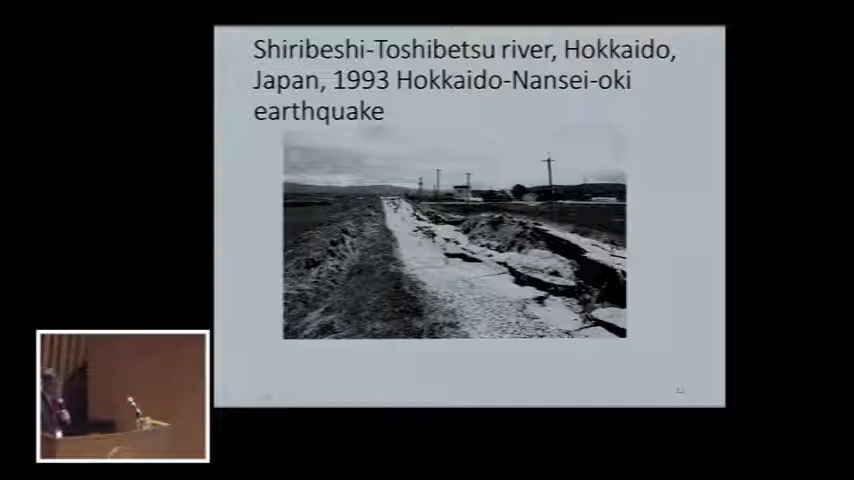 Shiribeshi-Toshibetsu river, Hokkaido,
Japan, 1993 Hokkaido-Nansei-oki
earthquake